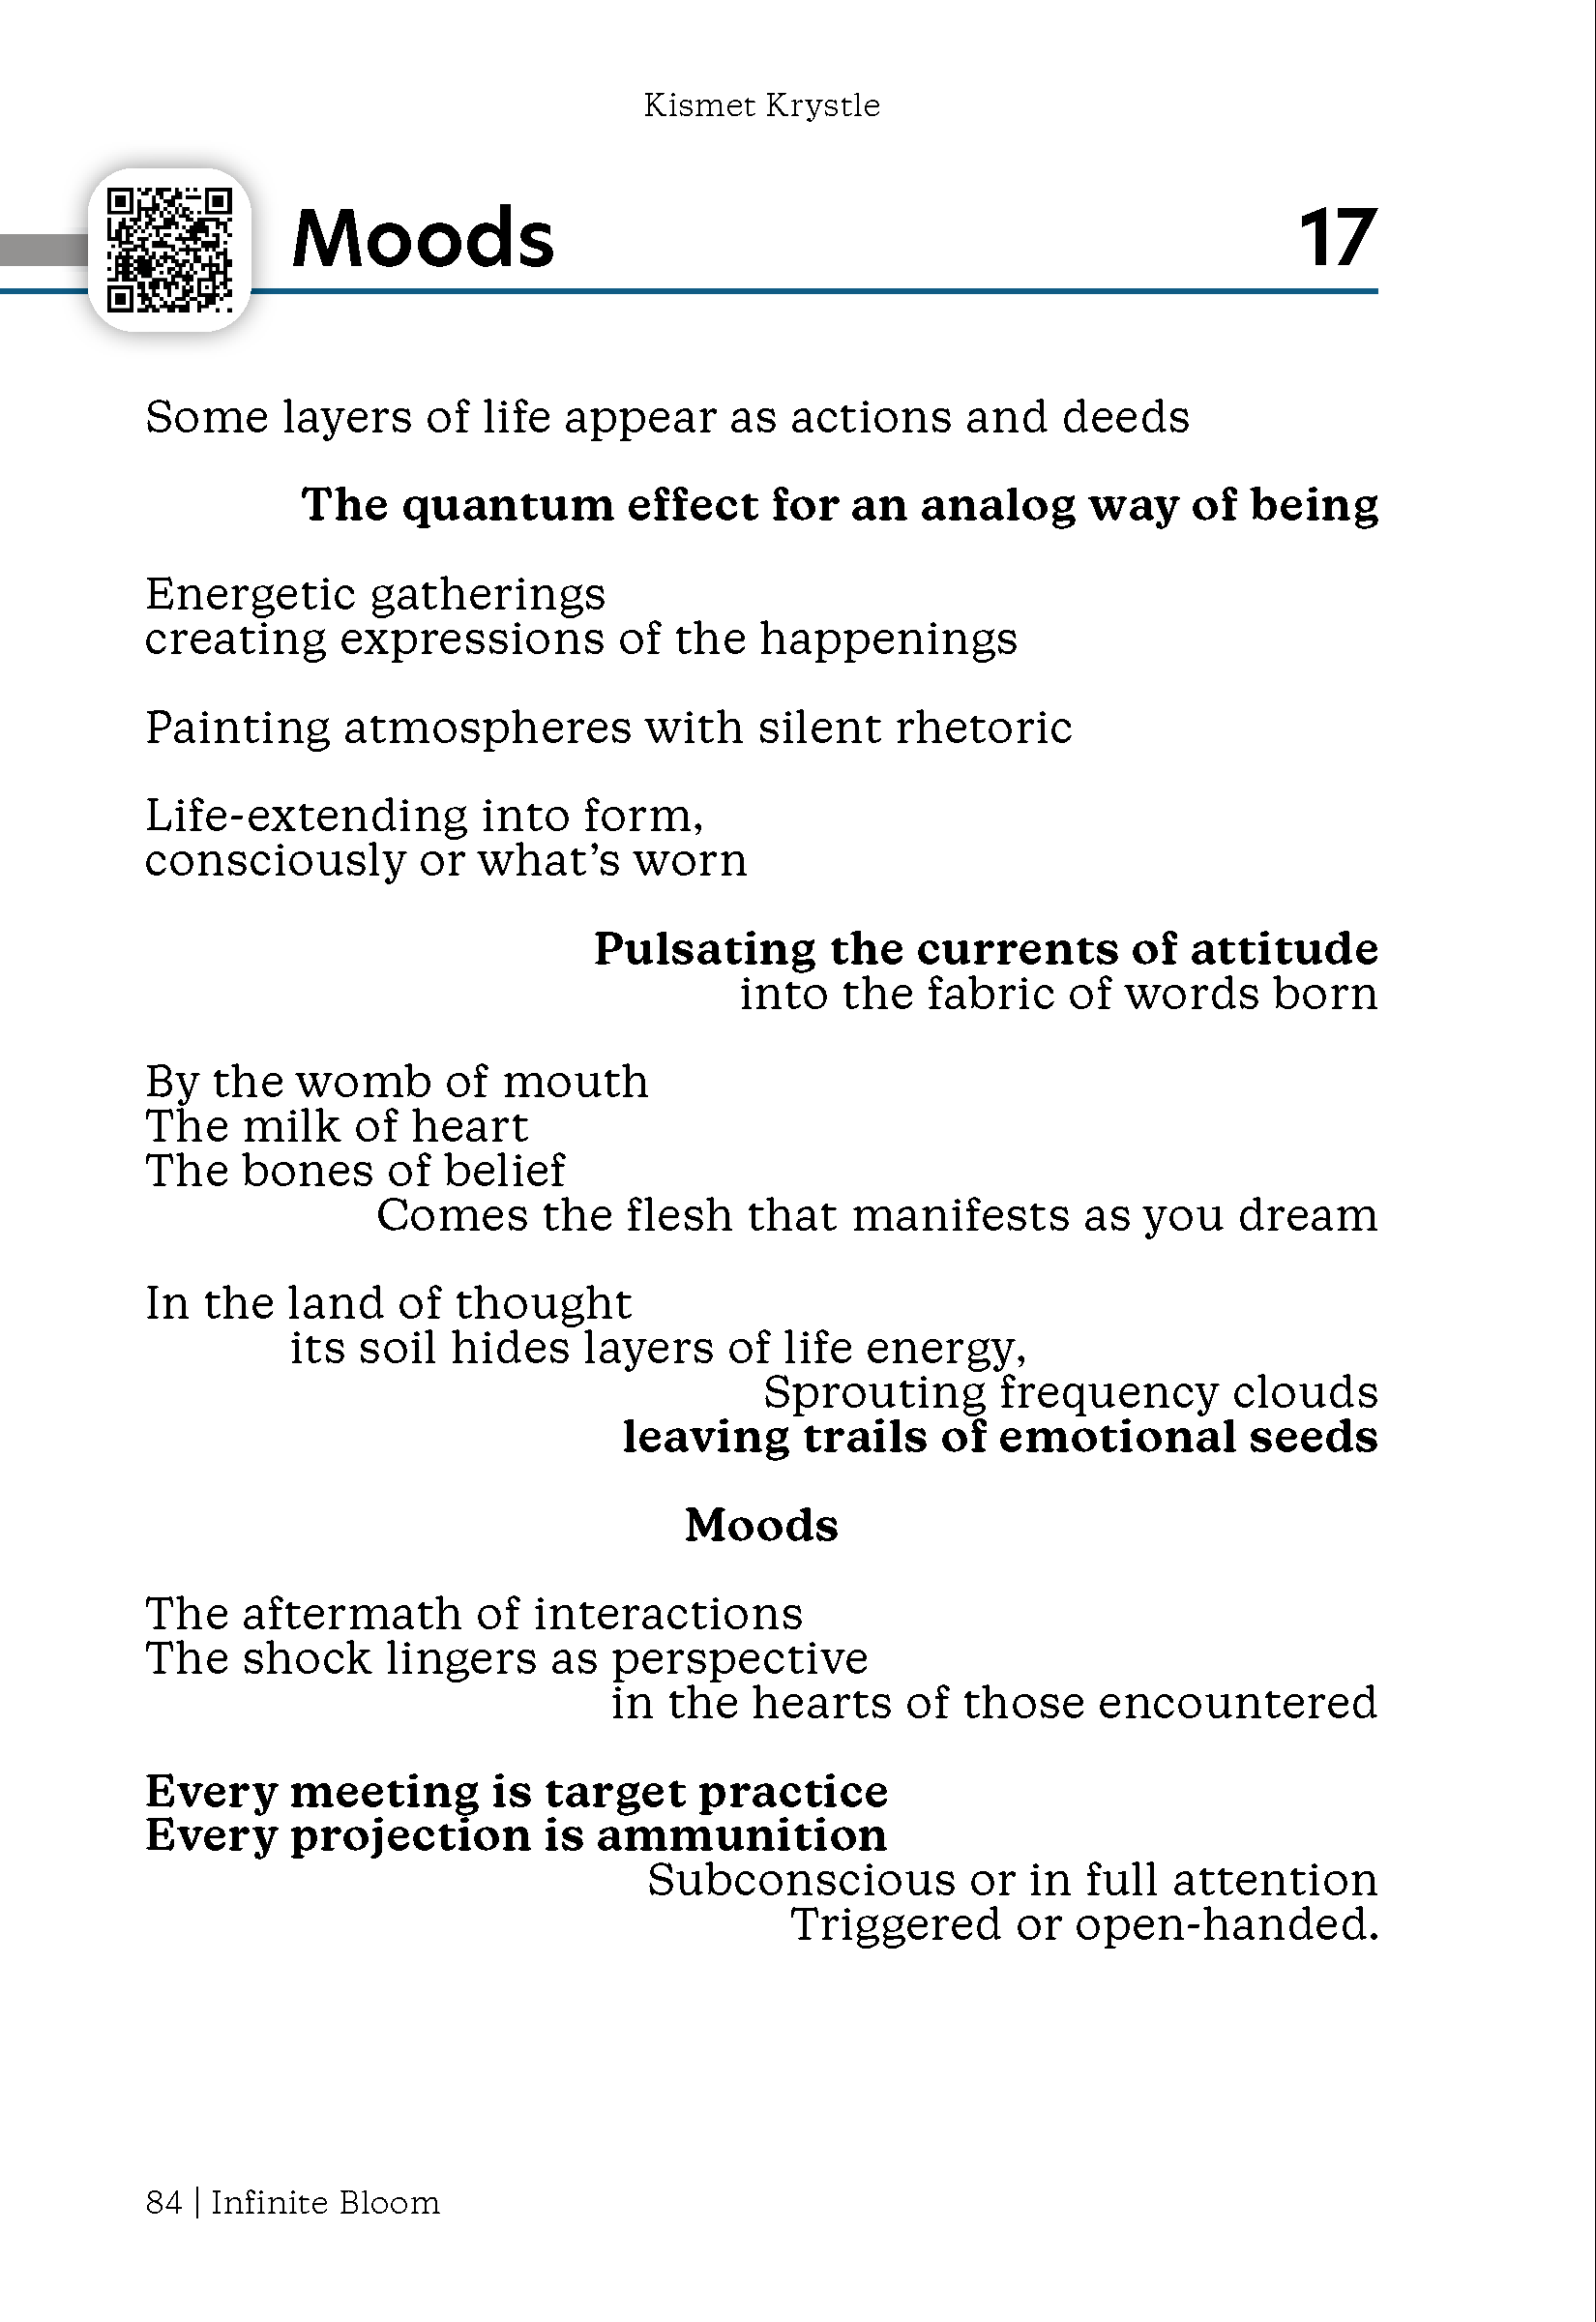 Kismet Krystle
Moods 17
Some layers of life appear as actions and deeds
The quantum effect for an analog way of being
Energetic gatherings
creating expressions of the happenings
Painting atmospheres with silent rhetoric
Life-extending into form,
consciously or what’s worn
Pulsating the currents of attitude
into the fabric of words born
By the womb of mouth
The milk of heart
The bones of belief
Comes the flesh that manifests as you dream
In the land of thought
its soil hides layers of life energy,
Sprouting frequency clouds
leaving trails of emotional seeds
Moods
The aftermath of interactions
The shock lingers as perspective
in the hearts of those encountered
Every meeting is target practice
Every projection is ammunition
Subconscious or in full attention
Triggered or open-handed.
84 | Infinite Bloom